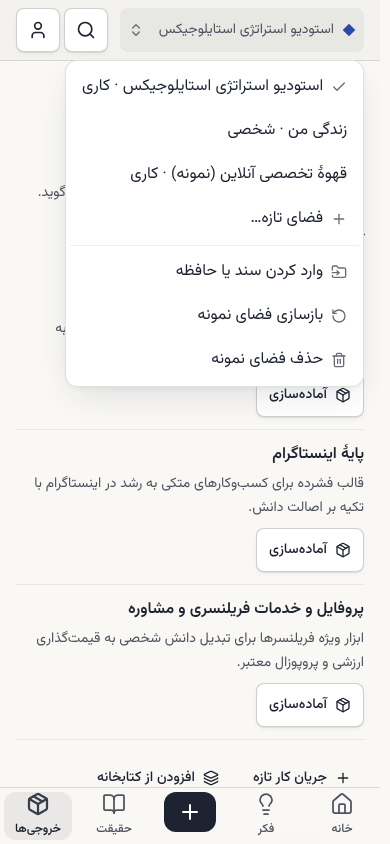 استودیو استراتژی استایلوجیکس
استودیو استراتژی استایلوجیکس · کاری
زندگی من · شخصی
قهوهٔ تخصصی آنلاین (نمونه) · کاری
گوید.
فضای تازه…
وارد کردن سند یا حافظه
بازسازی فضای نمونه
به
حذف فضای نمونه
آماده‌سازی
پایهٔ اینستاگرام
قالب فشرده برای کسب‌وکارهای متکی به رشد در اینستاگرام با
تکیه بر اصالت دانش.
آماده‌سازی
پروفایل و خدمات فریلنسری و مشاوره
ابزار ویژه فریلنسرها برای تبدیل دانش شخصی به قیمت‌گذاری
ارزشی و پروپوزال معتبر.
آماده‌سازی
جریان کار تازه
افزودن از کتابخانه
خانه
فکر
حقیقت
خروجی‌ها